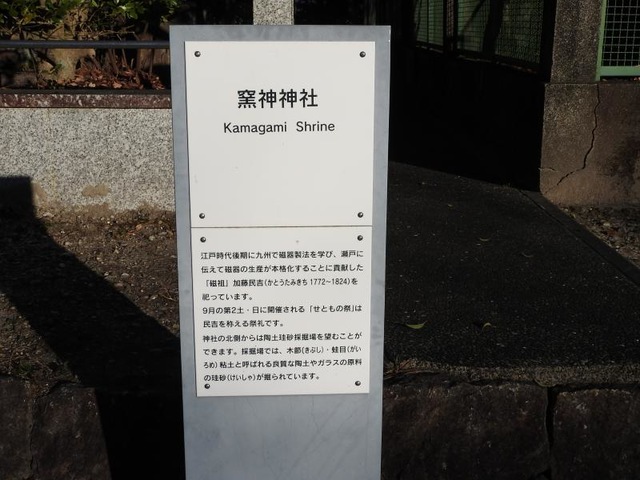 窯神神社
Kamagami Shrine
江戸時代後期に九州で磁器製法を学び、瀬戸に
伝えて磁器の生産が本格化することに貢献した
「磁祖」加藤民吉(かとうたみきち 1772〜1824)を
祀っています。
9月の第2土・日に開催される「せともの祭」は
民吉を称える祭礼です。
神社の北側からは陶土珪砂採掘場を望むことが
できます。採掘場では、木節(きぶし)・蛙目(がい
ろめ)粘土と呼ばれる良質な陶土やガラスの原料
の珪砂(けいしゃ)が掘られています。